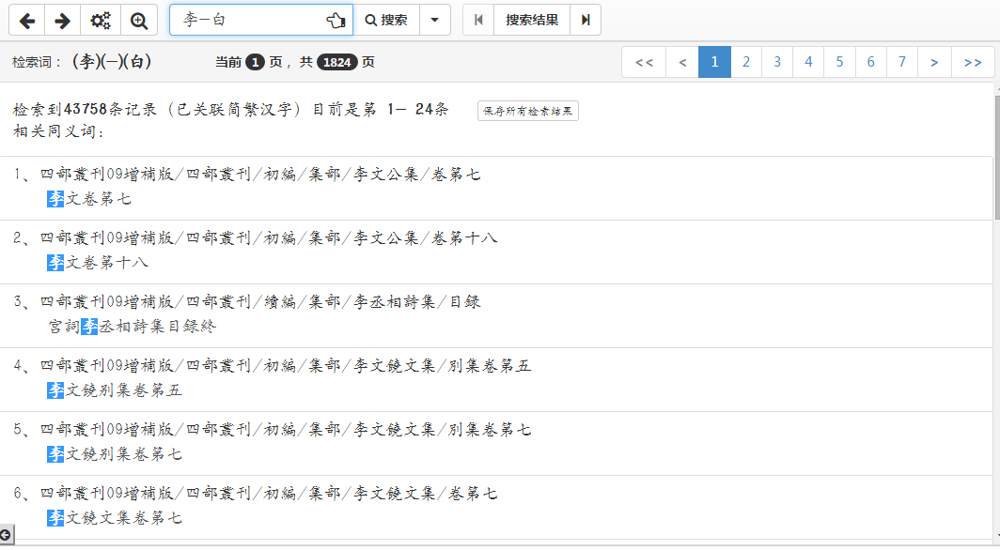 李-白 搜索 搜索结果
检索词： (李)(-)(白) 当前 1 页 ，共 1824 页 << < 1 2 3 4 5 6 7 > >>
检索到43758条记录（已关联简繁汉字）目前是第 1- 24条 保存所有检索结果
相关同义词：
1、四部叢刊09增補版/四部叢刊/初編/集部/李文公集/卷第七
李文卷第七
2、四部叢刊09增補版/四部叢刊/初編/集部/李文公集/卷第十八
李文卷第十八
3、四部叢刊09增補版/四部叢刊/續編/集部/李丞相詩集/目録
宮詞李丞相詩集目録終
4、四部叢刊09增補版/四部叢刊/初編/集部/李文饒文集/別集卷第五
李文饒別集卷第五
5、四部叢刊09增補版/四部叢刊/初編/集部/李文饒文集/別集卷第七
李文饒別集卷第七
6、四部叢刊09增補版/四部叢刊/初編/集部/李文饒文集/卷第七
李文饒文集卷第七